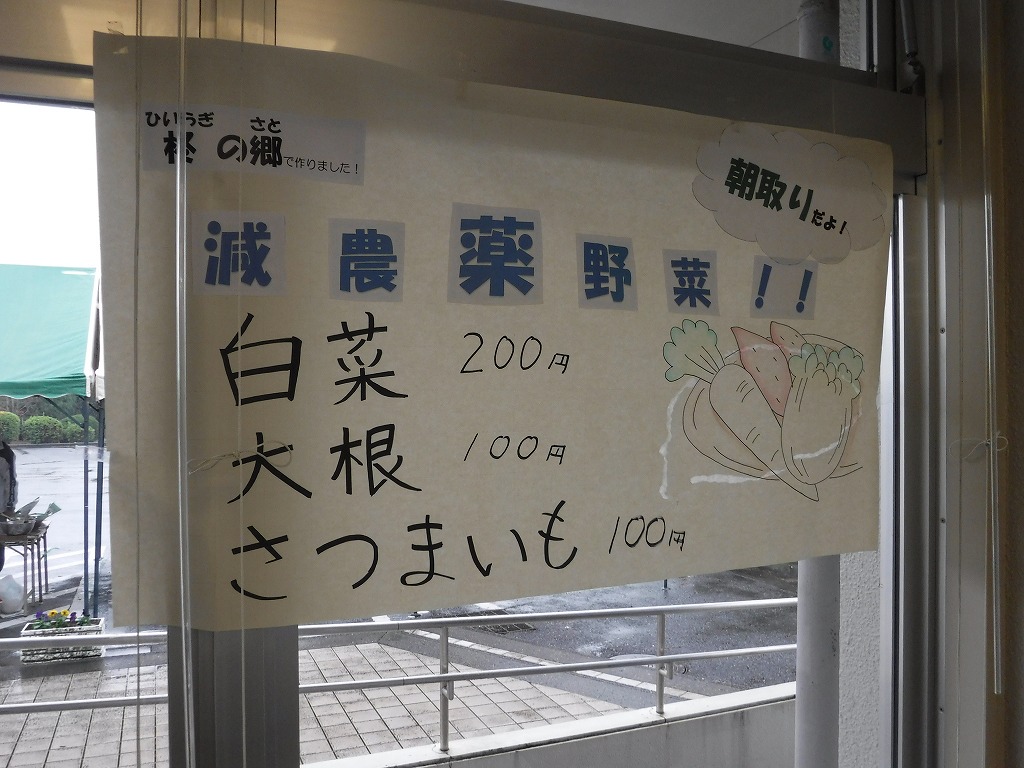 ひいらぎ さと
柊の郷で作りました！
朝取りだよ！
減農薬野菜！！
白菜 200円
大根 100円
さつまいも 100円